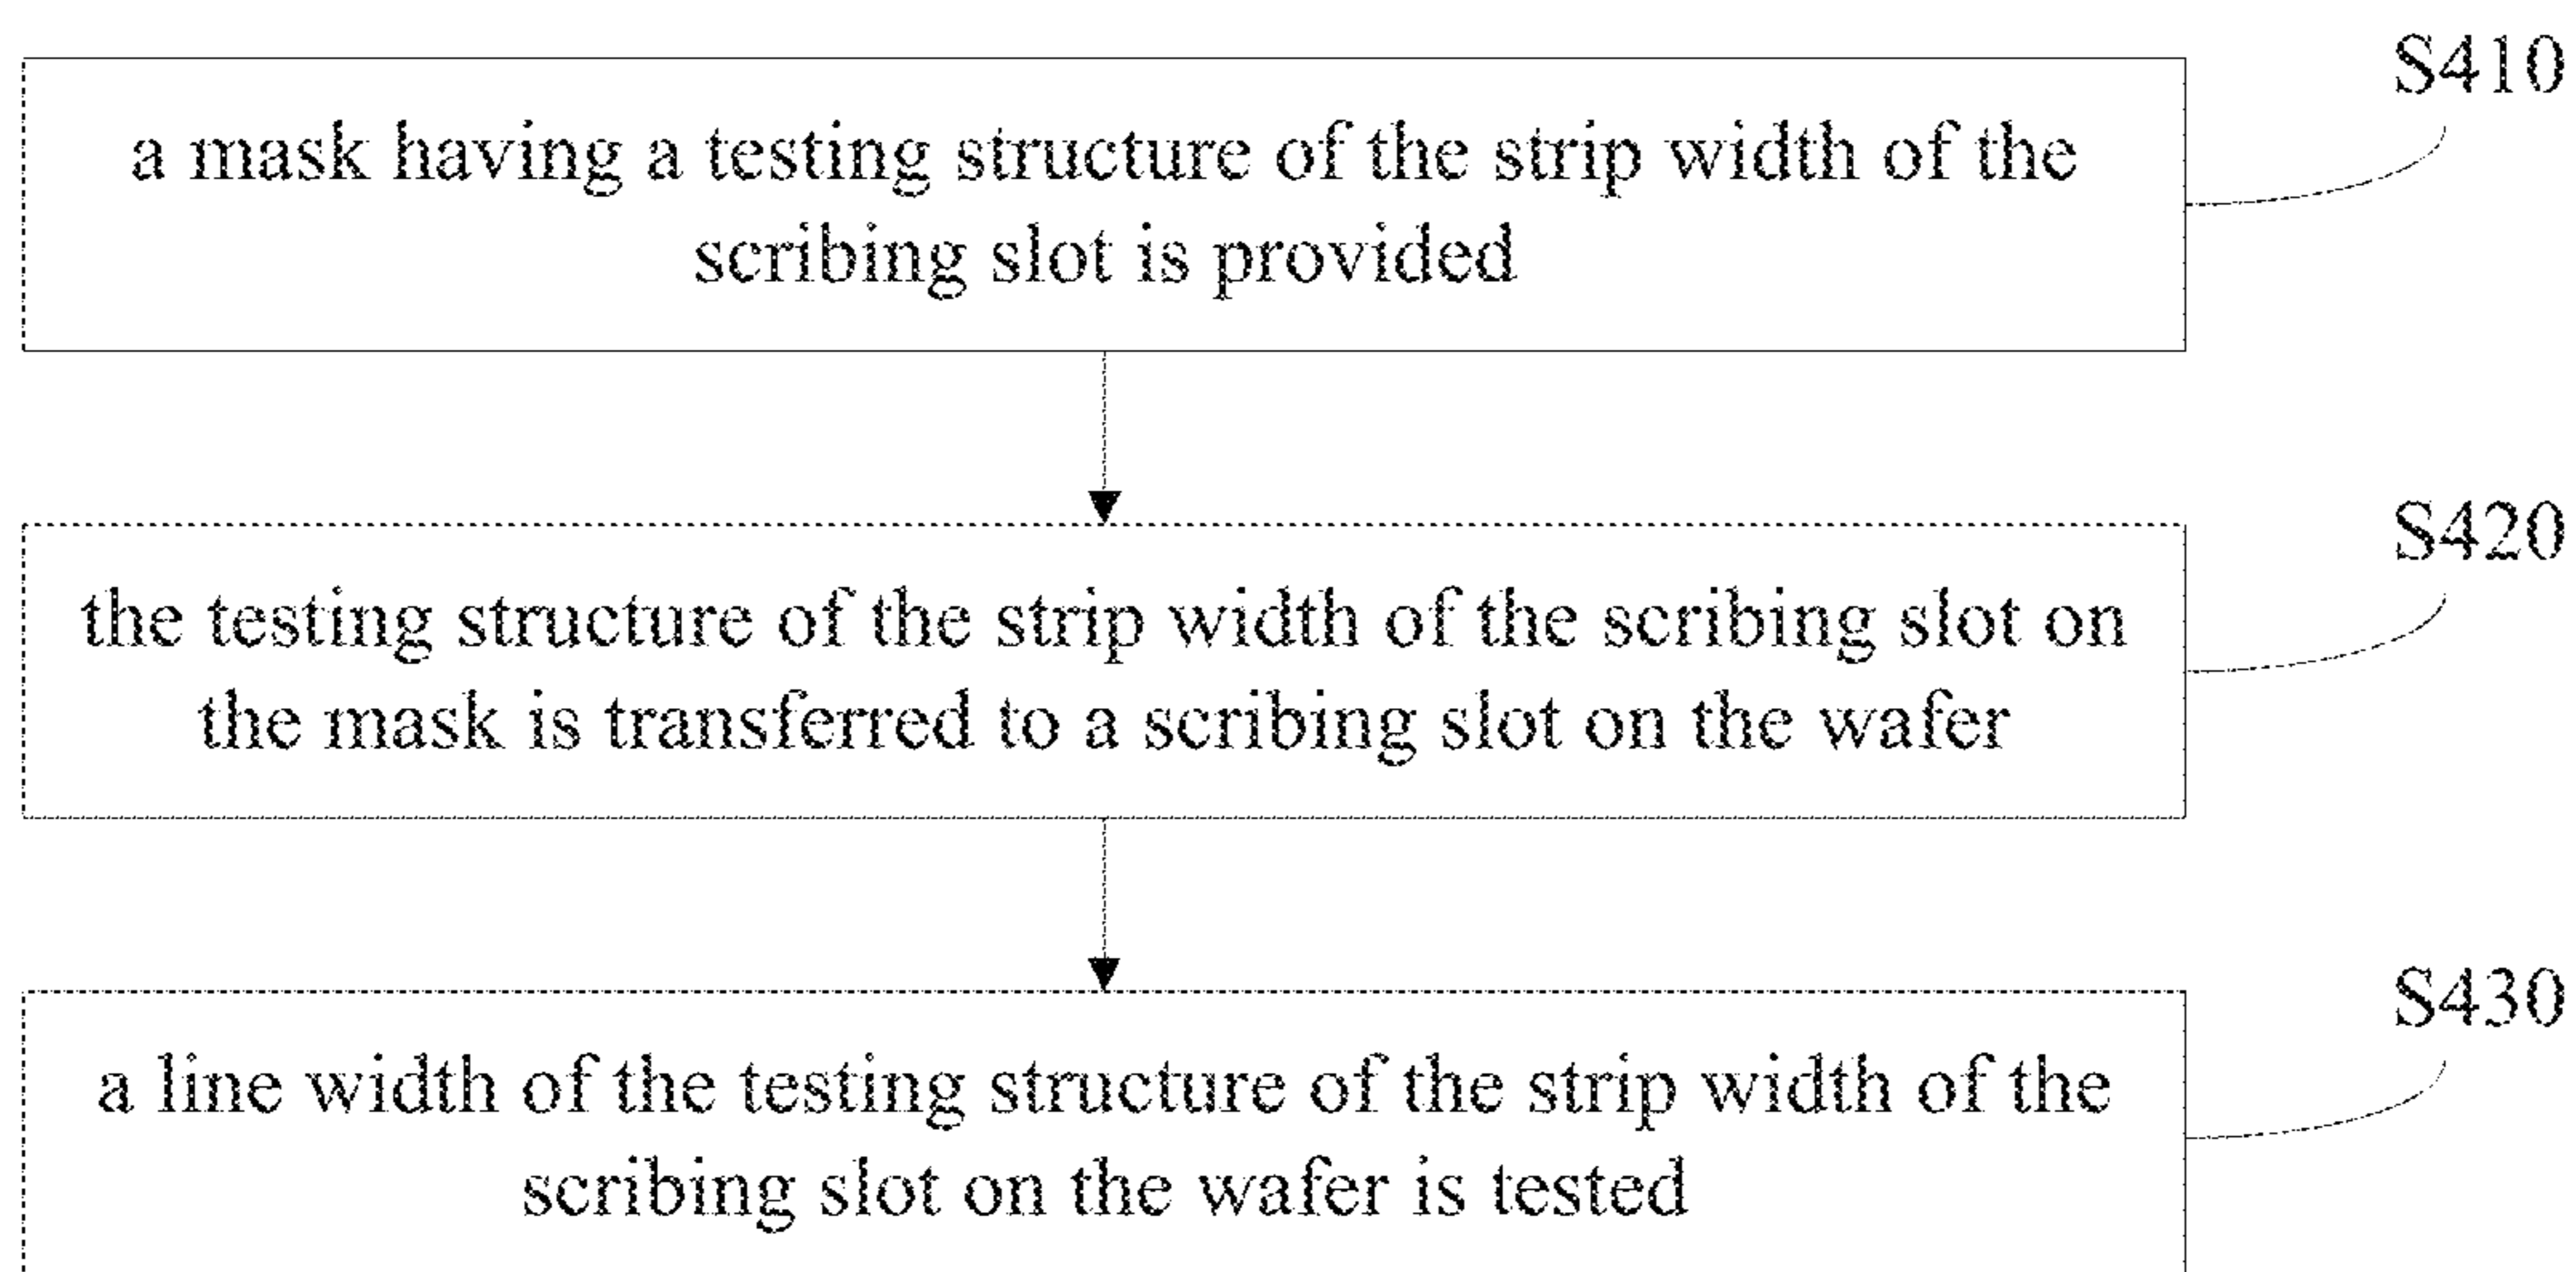 S410
a mask having a testing structure of the strip width of the
scribing slot is provided
S420
the testing structure of the strip width of the scribing slot on
the mask is transferred to a scribing slot on the wafer
S430
a line width of the testing structure of the strip width of the
scribing slot on the wafer is tested